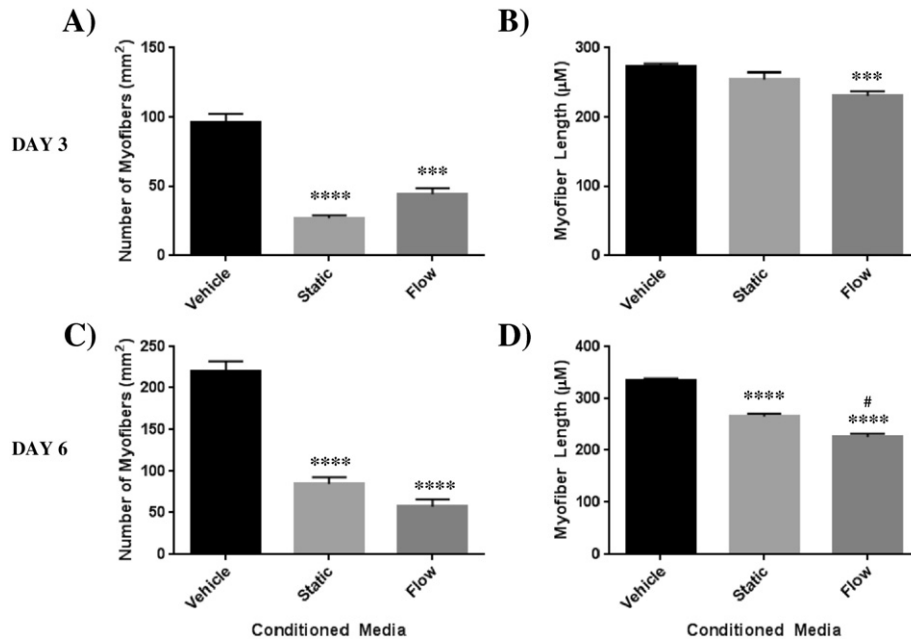 A)
DAY 3
Number of Myofibers (mm²)
150
100
50
0
****
***
Vehicle
Static
Flow
B)
Myofiber Length (µM)
300
200
100
0
***
Vehicle
Static
Flow
C)
DAY 6
Number of Myofibers (mm²)
250
200
150
100
50
0
****
****
Vehicle
Static
Flow
Conditioned Media
D)
Myofiber Length (µM)
400
300
200
100
0
****
#
****
Vehicle
Static
Flow
Conditioned Media